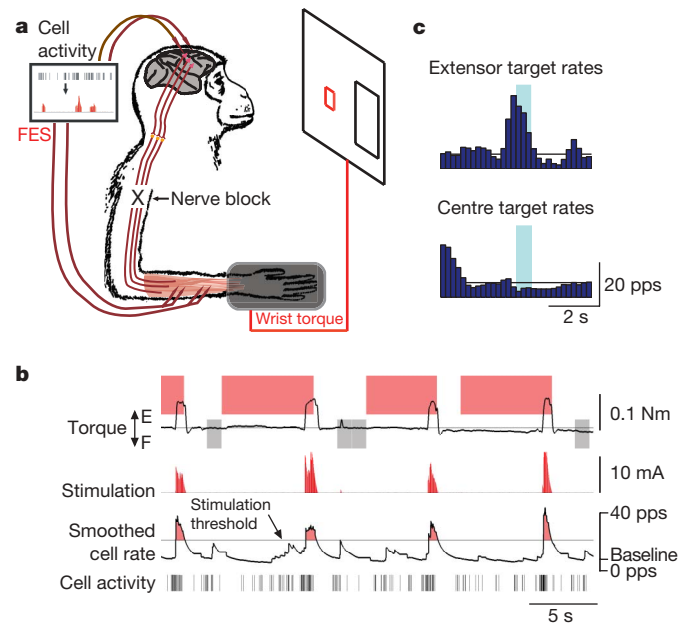 a
Cell
activity
FES
X
Nerve block
Wrist torque
c
Extensor target rates
Centre target rates
20 pps
2 s
b
E
Torque
F
0.1 Nm
Stimulation
10 mA
Stimulation
threshold
Smoothed
cell rate
40 pps
Baseline
0 pps
Cell activity
5 s